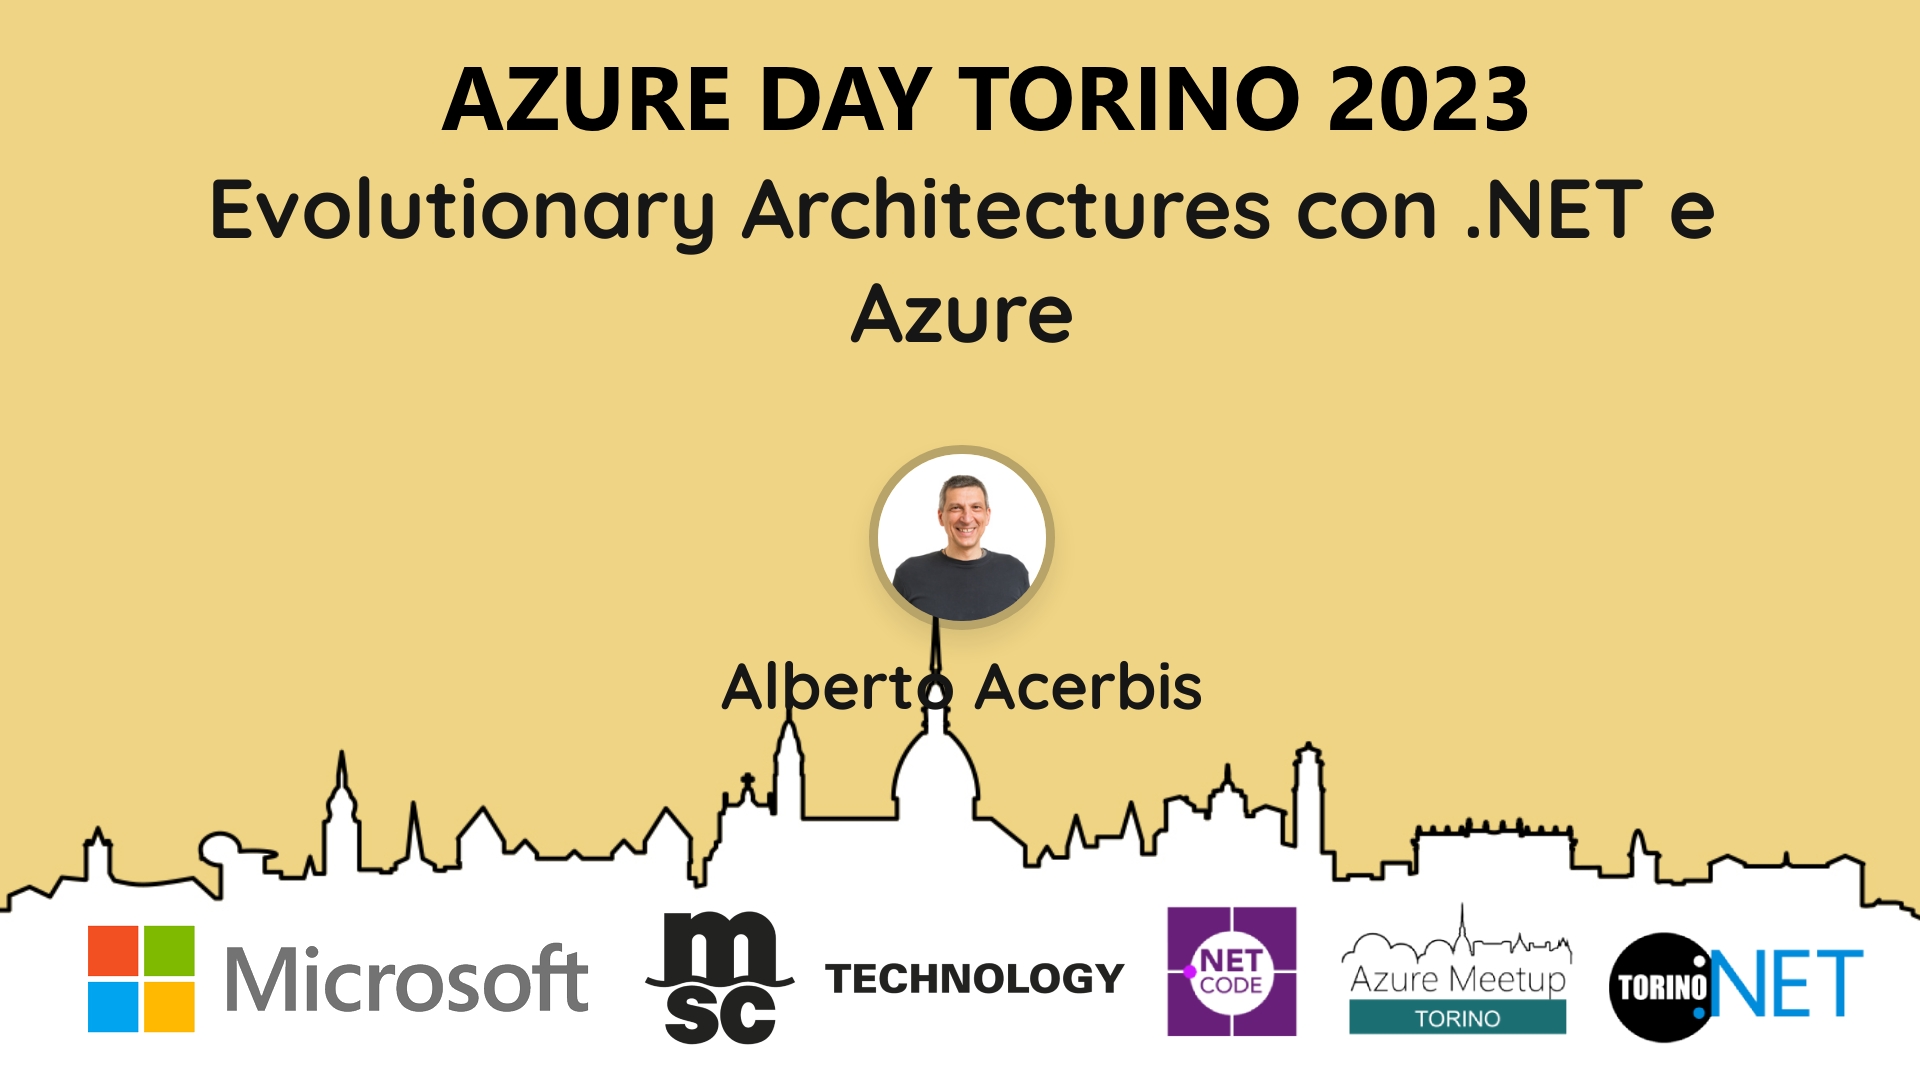 AZURE DAY TORINO 2023
Evolutionary Architectures con .NET e
Azure
Alberto Acerbis
Microsoft
msc
TECHNOLOGY
.NET
CODE
Azure Meetup
TORINO
TORINO.NET